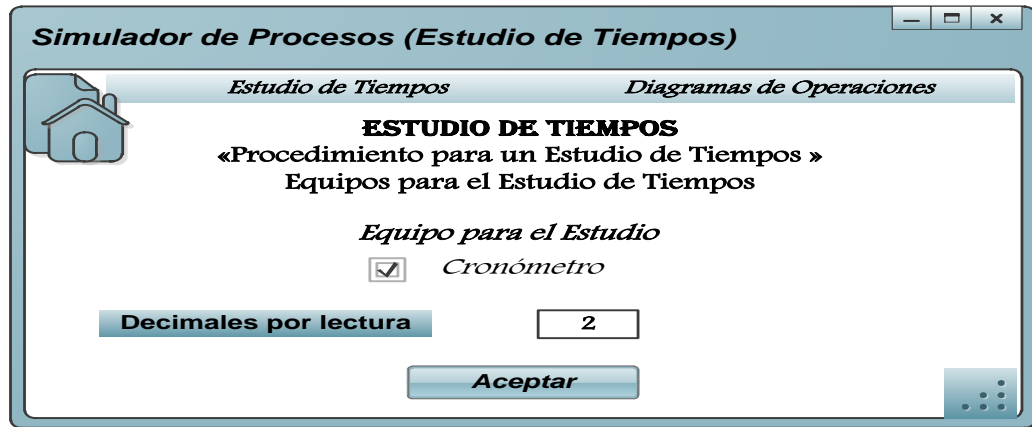 Simulador de Procesos (Estudio de Tiempos)
Estudio de Tiempos Diagramas de Operaciones
ESTUDIO DE TIEMPOS
«Procedimiento para un Estudio de Tiempos »
Equipos para el Estudio de Tiempos
Equipo para el Estudio
Cronómetro
Decimales por lectura 2
Aceptar